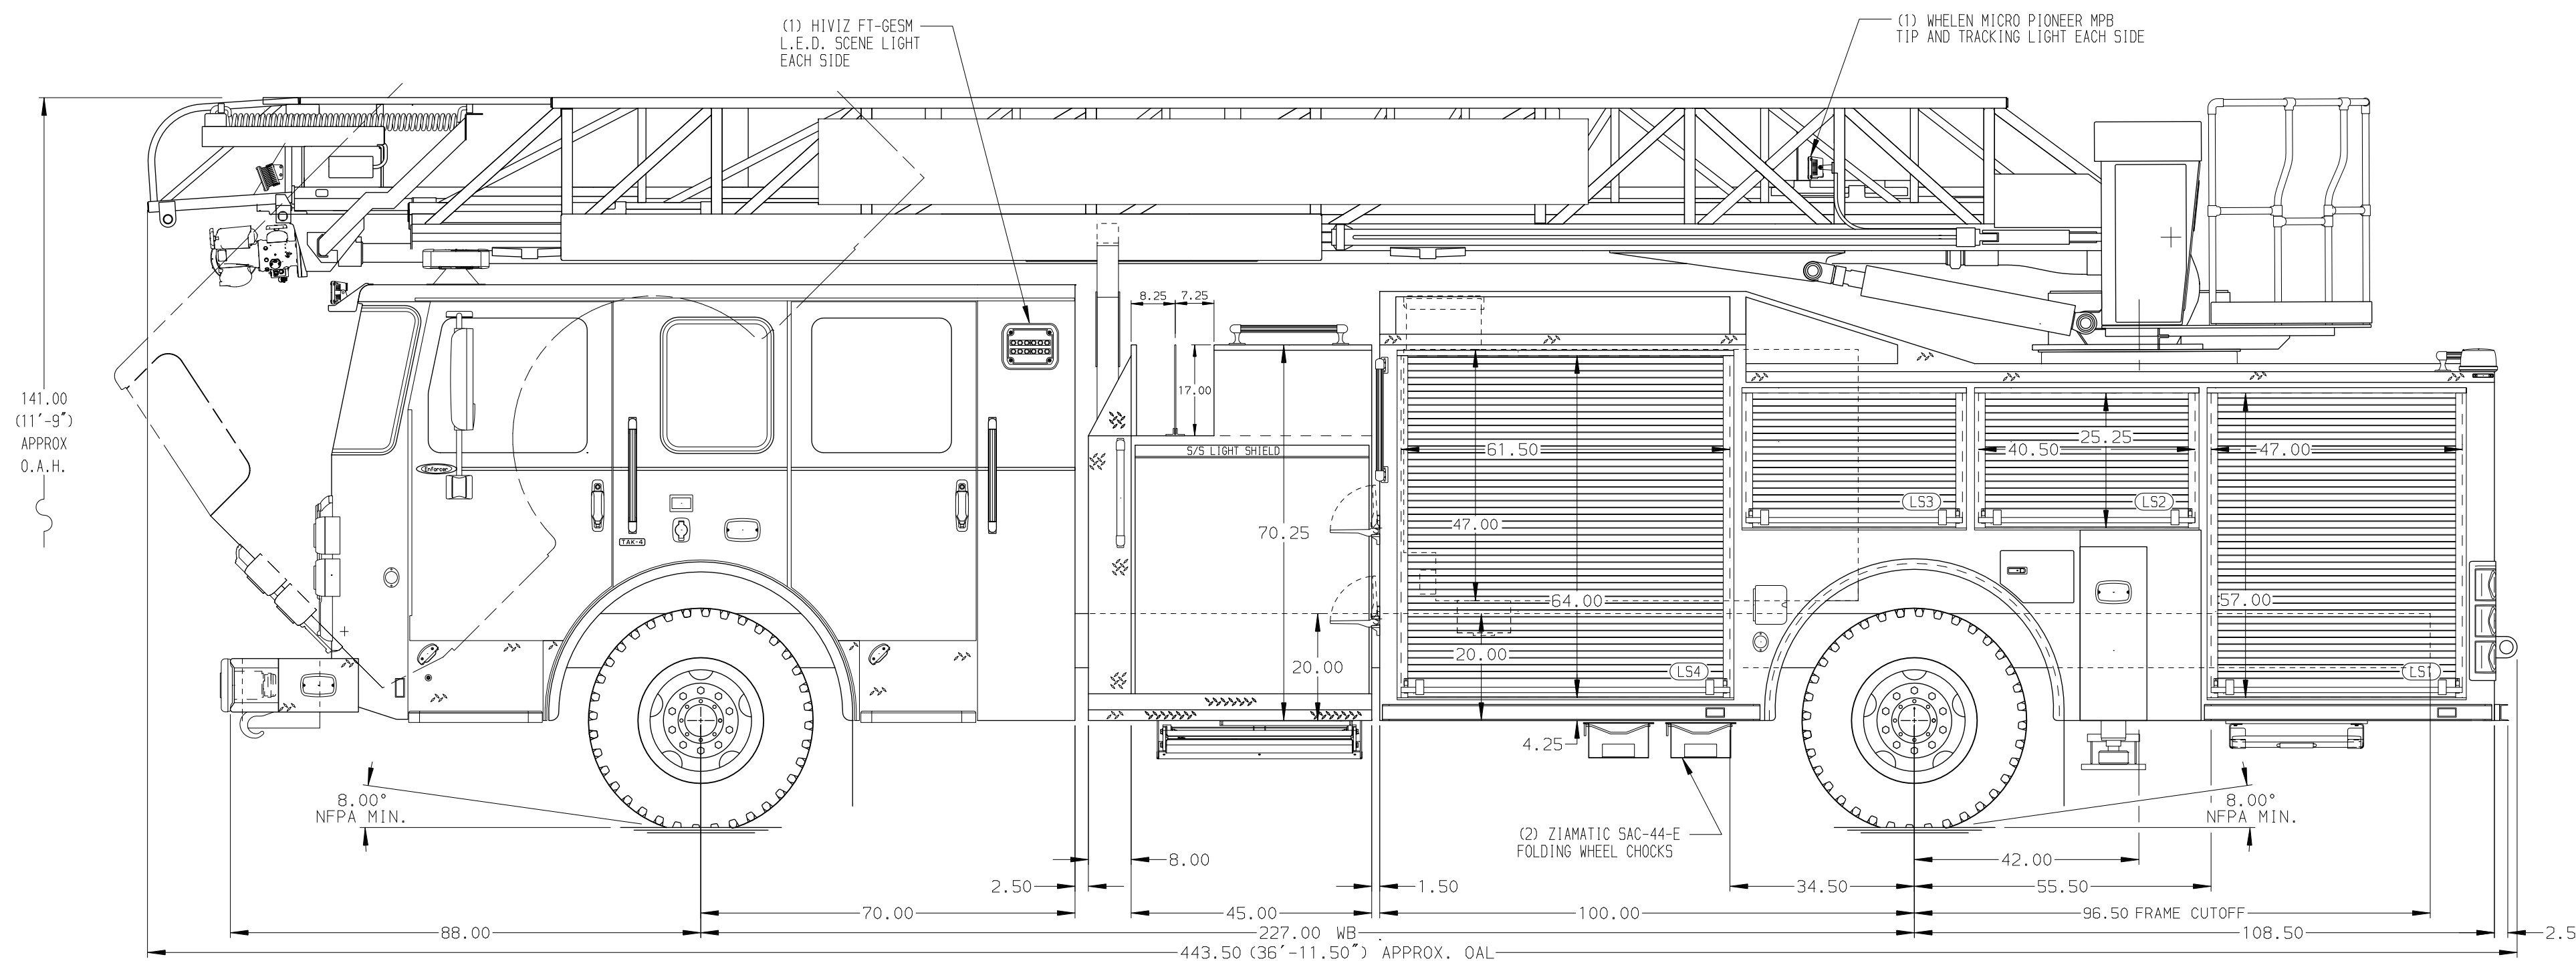 (1) HIVIZ FT-GESM
L.E.D. SCENE LIGHT
EACH SIDE
(1) WHELEN MICRO PIONEER MPB
TIP AND TRACKING LIGHT EACH SIDE
141.00
(11'-9")
APPROX
O.A.H.
8.25
7.25
17.00
S/S LIGHT SHIELD
Enforcer
TAK-4
70.25
20.00
61.50
47.00
64.00
20.00
LS4
LS3
40.50
25.25
LS2
47.00
57.00
LS1
4.25
8.00°
NFPA MIN.
8.00°
NFPA MIN.
(2) ZIAMATIC SAC-44-E
FOLDING WHEEL CHOCKS
8.00
42.00
2.50
1.50
34.50
55.50
70.00
45.00
100.00
96.50 FRAME CUTOFF
88.00
227.00 WB
108.50
2.5
443.50 (36'-11.50") APPROX. OAL